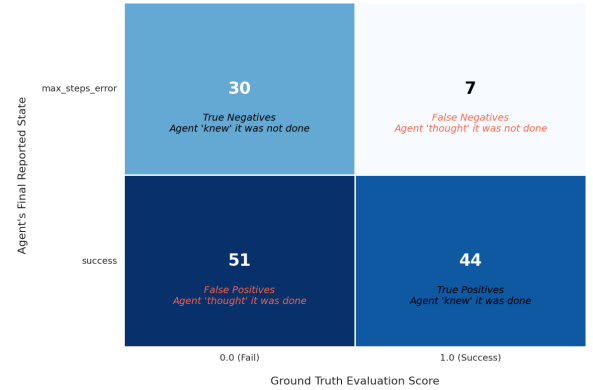 Agent's Final Reported State
max_steps_error
30
True Negatives
Agent 'knew' it was not done
7
False Negatives
Agent 'thought' it was not done
success
51
False Positives
Agent 'thought' it was done
44
True Positives
Agent 'knew' it was done
0.0 (Fail)
1.0 (Success)
Ground Truth Evaluation Score